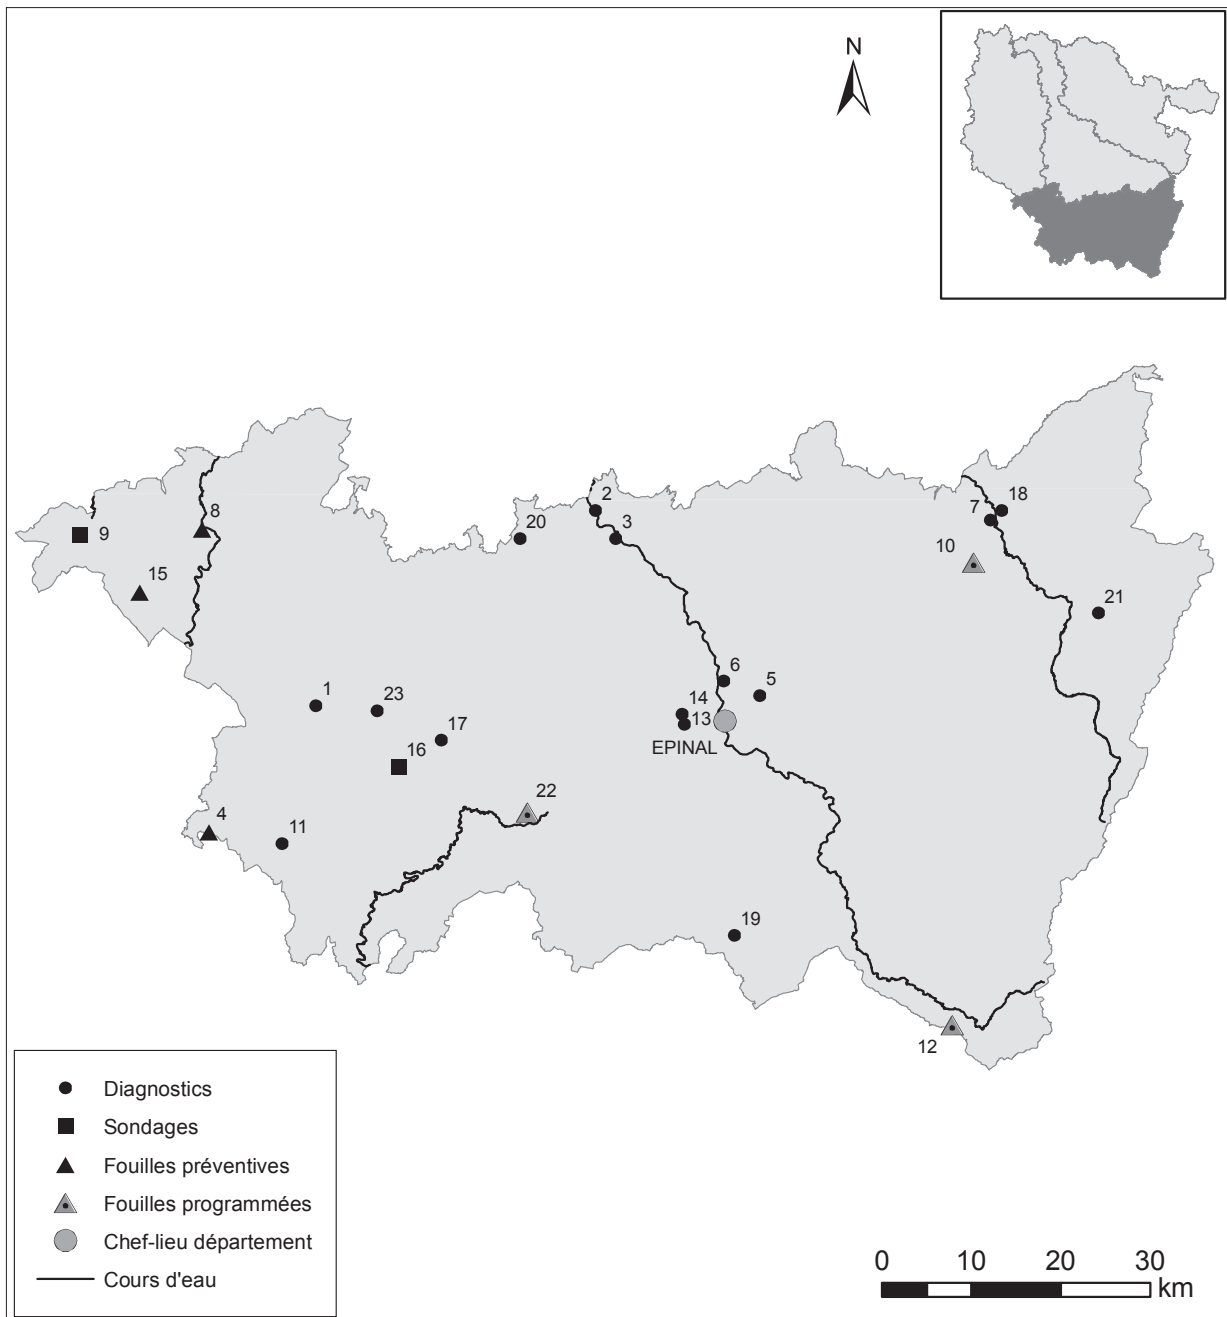 N
8
9
15
20
2
3
7
18
10
21
1
23
17
16
6
5
14
13
EPINAL
4
11
22
19
12
Diagnostics
Sondages
Fouilles préventives
Fouilles programmées
Chef-lieu département
Cours d'eau
0 10 20 30
km